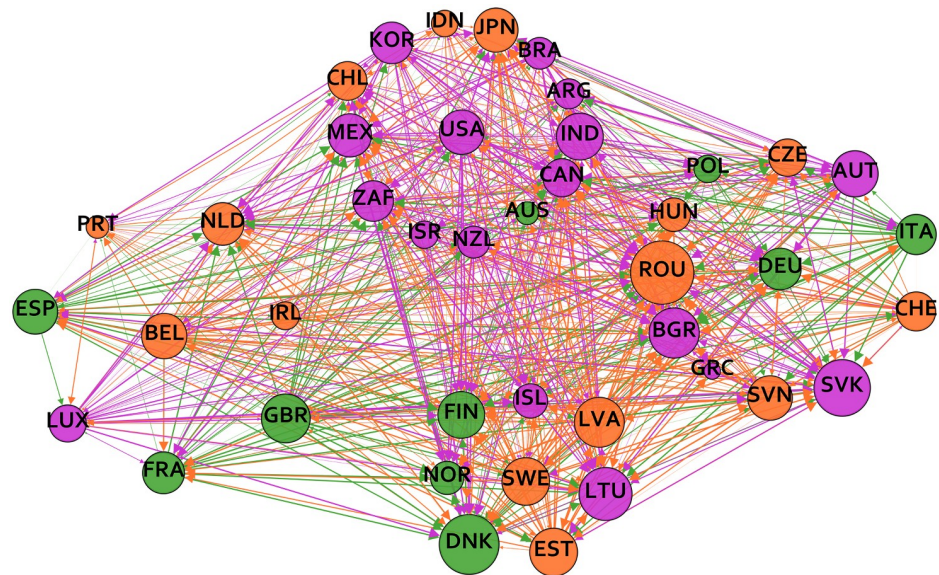 IDN
JPN
KOR
BRA
CHL
ARG
MEX
USA
IND
CZE
POL
AUT
CAN
ZAF
AUS
HUN
PRT
NLD
ISR
NZL
ITA
ROU
DEU
ESP
IRL
CHE
BEL
BGR
GRC
SVK
SVN
ISL
LUX
GBR
FIN
LVA
FRA
NOR
SWE
LTU
DNK
EST